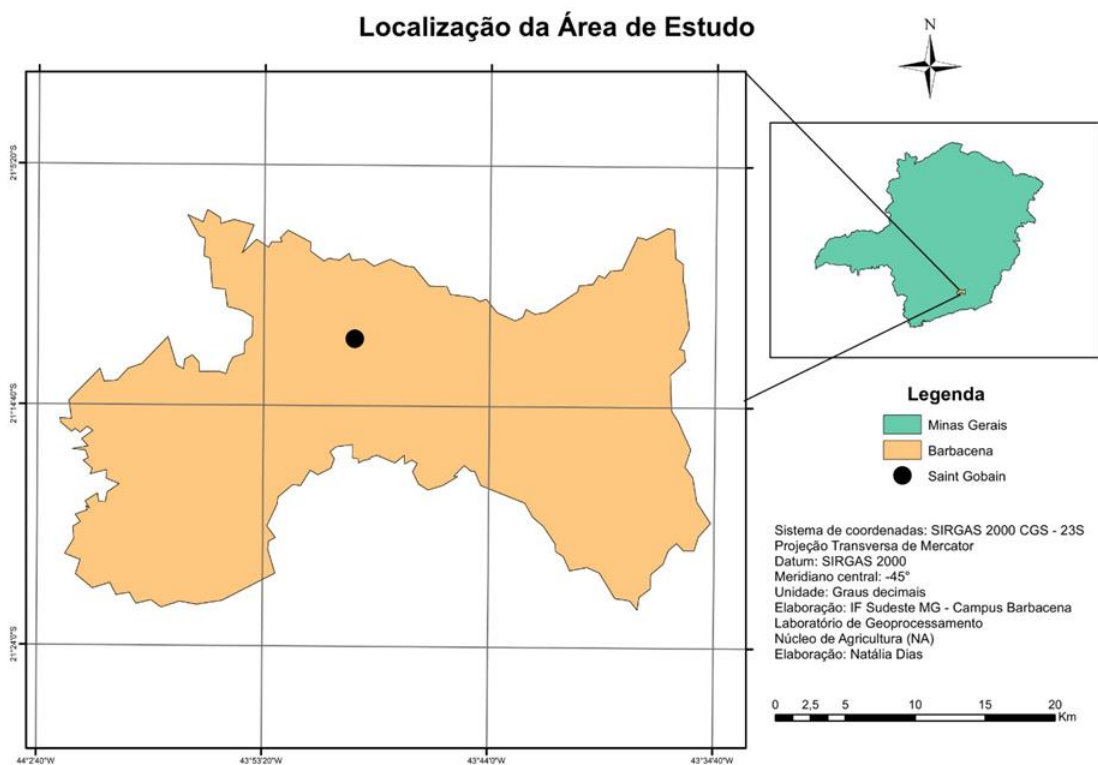 Localização da Área de Estudo
N
21°5'20"S
21°14'40"S
21°24'0"S
44°2'40"W
43°53'20"W
43°44'0"W
43°34'40"W
Legenda
Minas Gerais
Barbacena
Saint Gobain
Sistema de coordenadas: SIRGAS 2000 CGS - 23S
Projeção Transversa de Mercator
Datum: SIRGAS 2000
Meridiano central: -45°
Unidade: Graus decimais
Elaboração: IF Sudeste MG - Campus Barbacena
Laboratório de Geoprocessamento
Núcleo de Agricultura (NA)
Elaboração: Natália Dias
0 2,5 5 10 15 20
Km